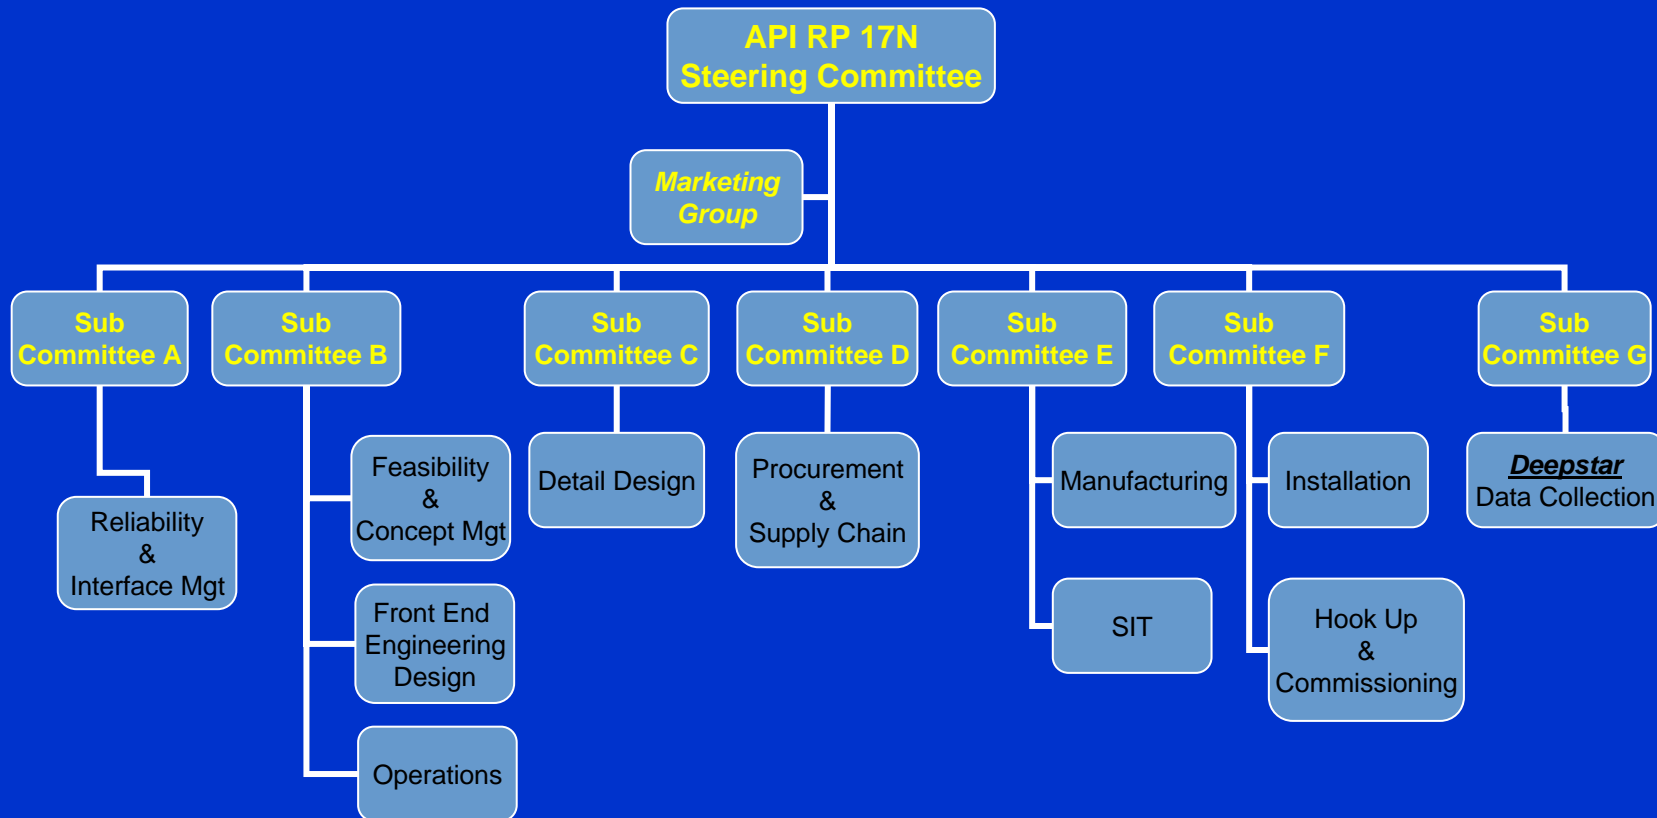 API RP 17N
Steering Committee
Marketing
Group
Sub
Committee A
Sub
Committee B
Sub
Committee C
Sub
Committee D
Sub
Committee E
Sub
Committee F
Sub
Committee G
Reliability
&
Interface Mgt
Feasibility
&
Concept Mgt
Front End
Engineering
Design
Operations
Detail Design
Procurement
&
Supply Chain
Manufacturing
SIT
Installation
Hook Up
&
Commissioning
Deepstar
Data Collection